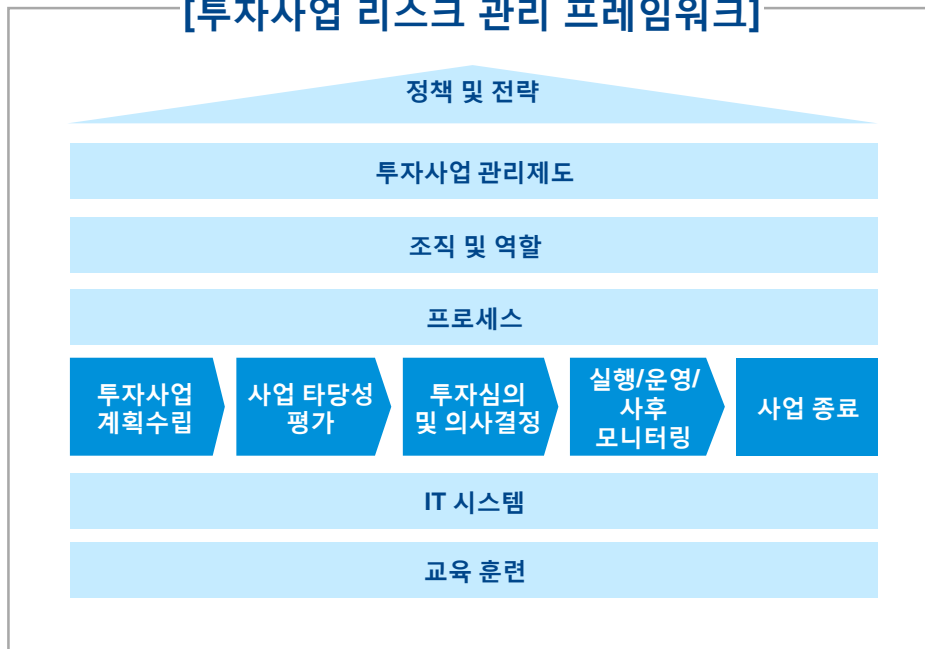 [투자사업 리스크 관리 프레임워크]
정책 및 전략
투자사업 관리제도
조직 및 역할
프로세스
투자사업
계획수립
사업 타당성
평가
투자심의
및 의사결정
실행/운영/
사후
모니터링
사업 종료
IT 시스템
교육 훈련